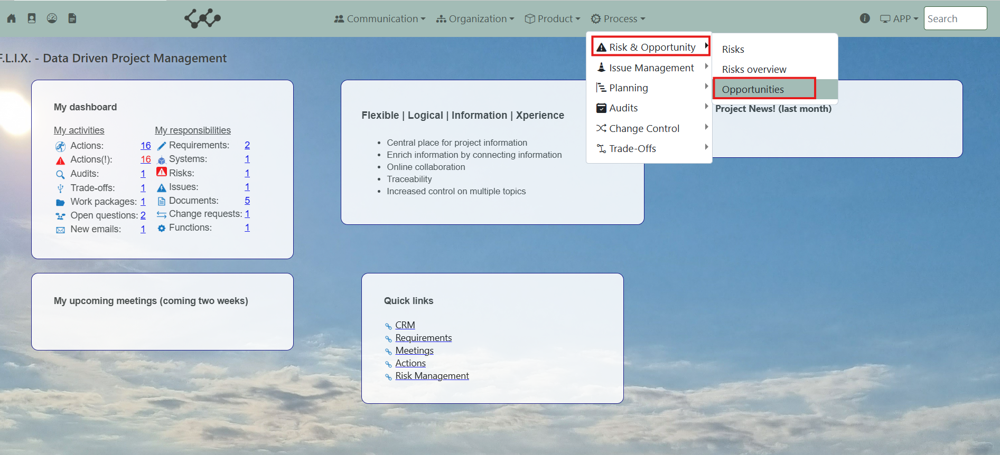 Communication
Organization
Product
Process
APP
Search
F.L.I.X. - Data Driven Project Management
Risk & Opportunity
Issue Management
Planning
Audits
Change Control
Trade-Offs
Risks
Risks overview
Opportunities
My dashboard
My activities
Actions: 16
Actions(!): 16
Audits: 1
Trade-offs: 1
Work packages: 1
Open questions: 2
New emails: 1
My responsibilities
Requirements: 2
Systems: 1
Risks: 1
Issues: 1
Documents: 5
Change requests: 1
Functions: 1
Flexible | Logical | Information | Xperience
• Central place for project information
• Enrich information by connecting information
• Online collaboration
• Traceability
• Increased control on multiple topics
Project News! (last month)
My upcoming meetings (coming two weeks)
Quick links
CRM
Requirements
Meetings
Actions
Risk Management